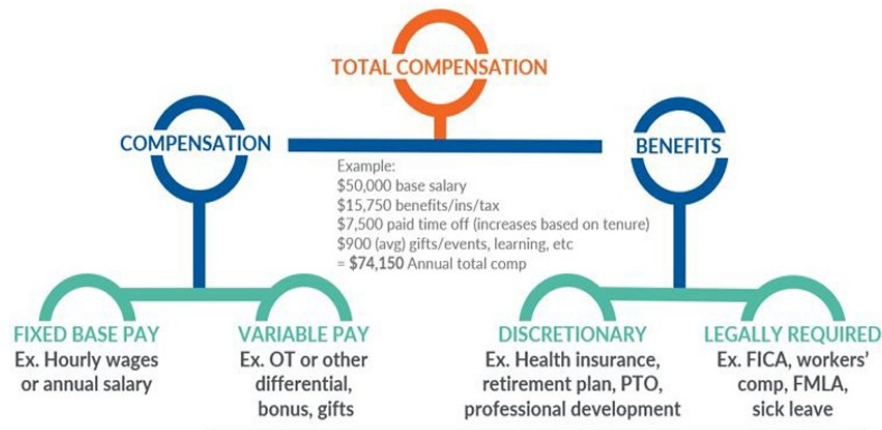 TOTAL COMPENSATION
COMPENSATION
BENEFITS
Example:
$50,000 base salary
$15,750 benefits/ins/tax
$7,500 paid time off (increases based on tenure)
$900 (avg) gifts/events, learning, etc
= $74,150 Annual total comp
FIXED BASE PAY
Ex. Hourly wages
or annual salary
VARIABLE PAY
Ex. OT or other
differential,
bonus, gifts
DISCRETIONARY
Ex. Health insurance,
retirement plan, PTO,
professional development
LEGALLY REQUIRED
Ex. FICA, workers'
comp, FMLA,
sick leave